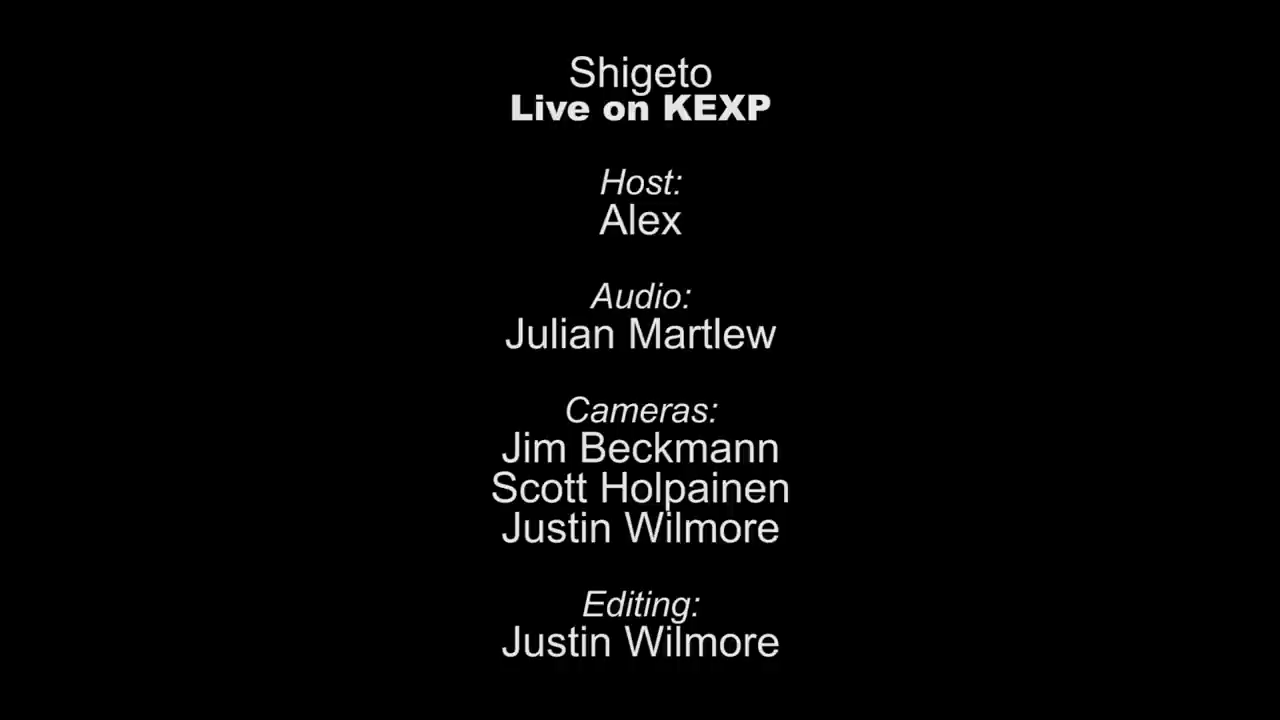 Shigeto
Live on KEXP
Host:
Alex
Audio:
Julian Martlew
Cameras:
Jim Beckmann
Scott Holpainen
Justin Wilmore
Editing:
Justin Wilmore